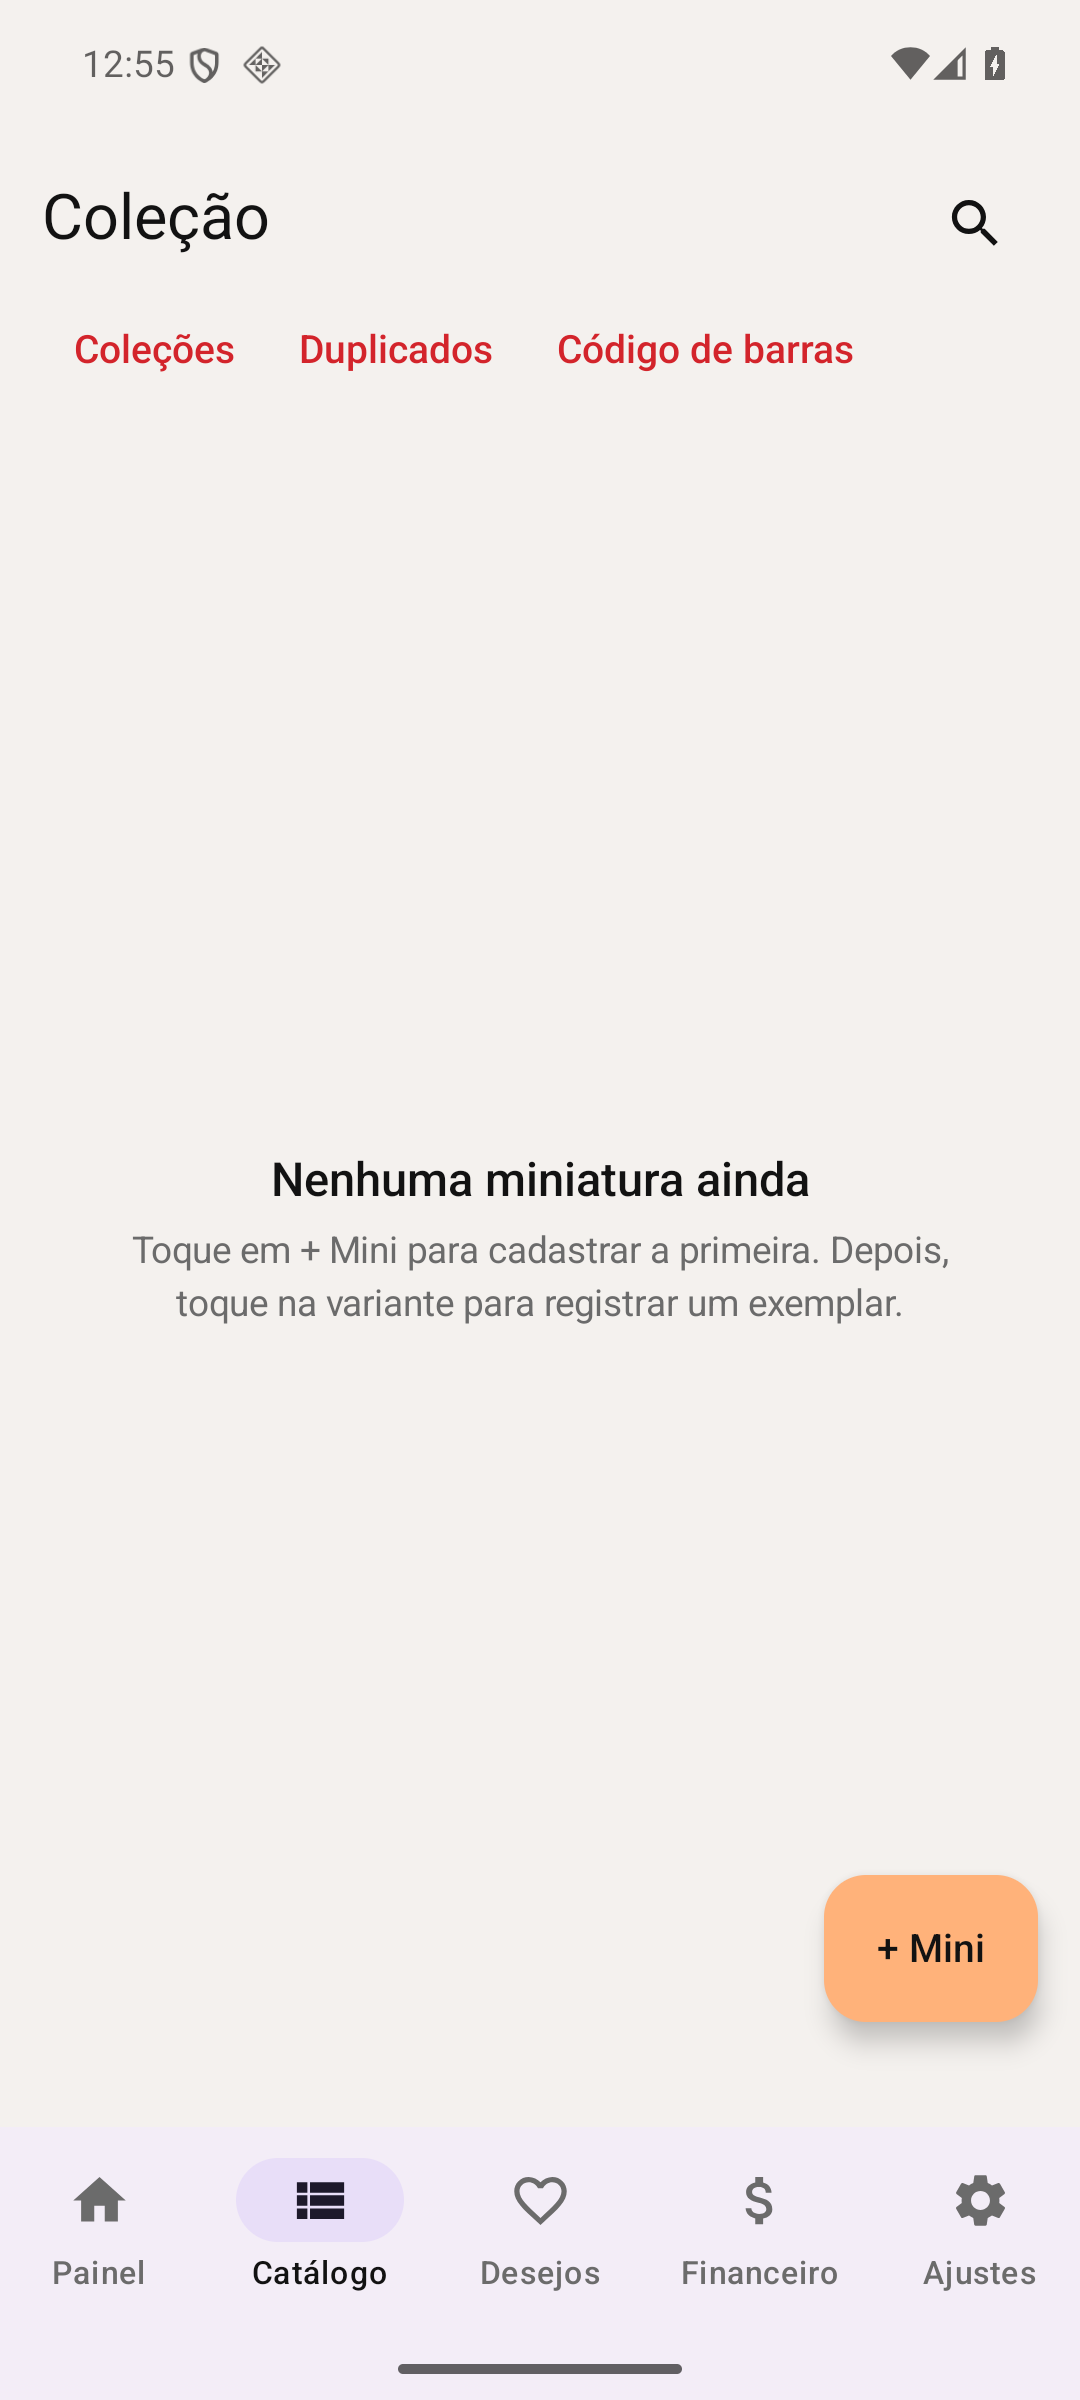 12:55
Coleção
Coleções Duplicados Código de barras
Nenhuma miniatura ainda
Toque em + Mini para cadastrar a primeira. Depois,
toque na variante para registrar um exemplar.
+ Mini
Painel Catálogo Desejos Financeiro Ajustes